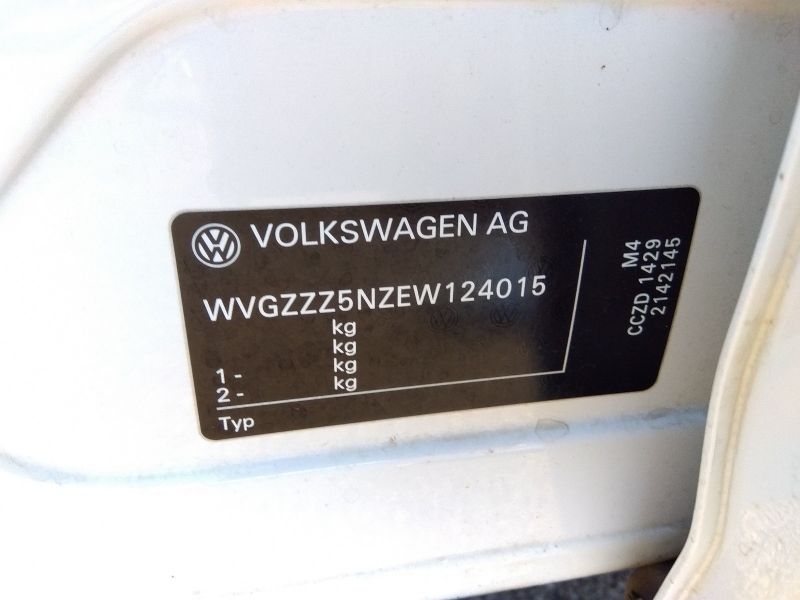 VOLKSWAGEN AG
WVGZZZ5NZEW124015
kg
kg
1 - kg
2 - kg
Typ
M4
CCZD 1429
2142145